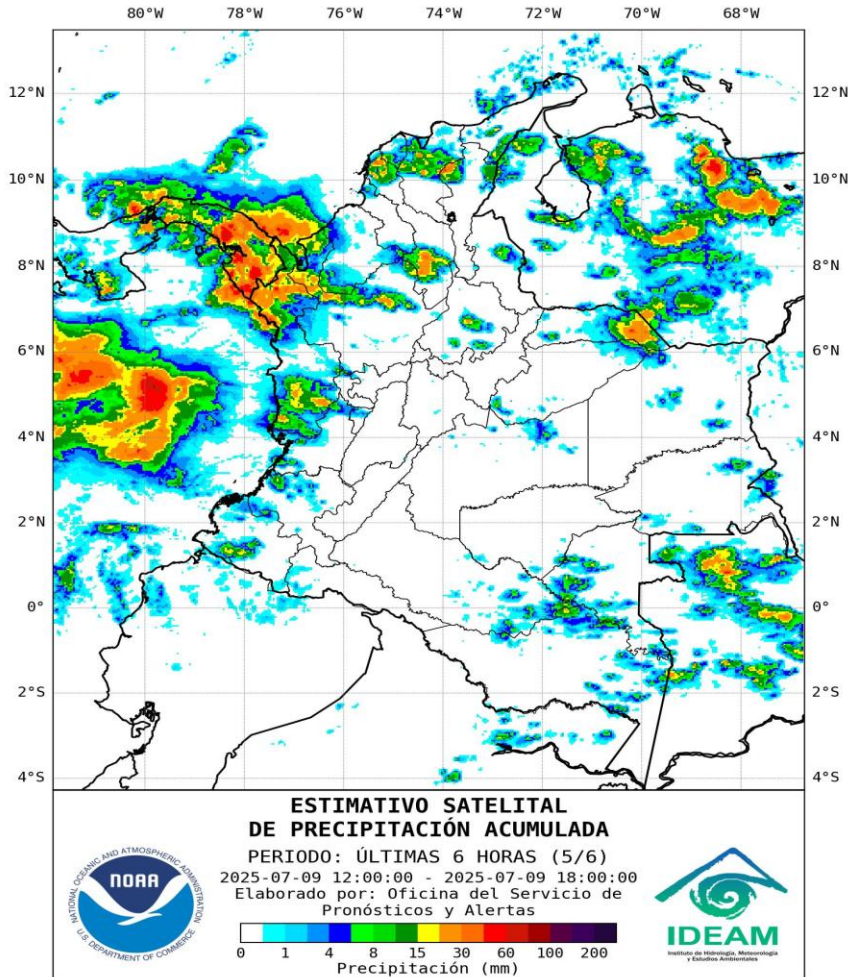 80°W 78°W 76°W 74°W 72°W 70°W 68°W
12°N 12°N
10°N 10°N
8°N 8°N
6°N 6°N
4°N 4°N
2°N 2°N
0° 0°
2°S 2°S
4°S 4°S
ESTIMATIVO SATELITAL
DE PRECIPITACIÓN ACUMULADA
PERIODO: ÚLTIMAS 6 HORAS (5/6)
2025-07-09 12:00:00 - 2025-07-09 18:00:00
Elaborado por: Oficina del Servicio de
Pronósticos y Alertas
0 1 4 8 15 30 60 100 200
Precipitación (mm)
NATIONAL OCEANIC AND ATMOSPHERIC ADMINISTRATION
NOAA
U.S. DEPARTMENT OF COMMERCE
IDEAM
Instituto de Hidrología, Meteorología
y Estudios Ambientales